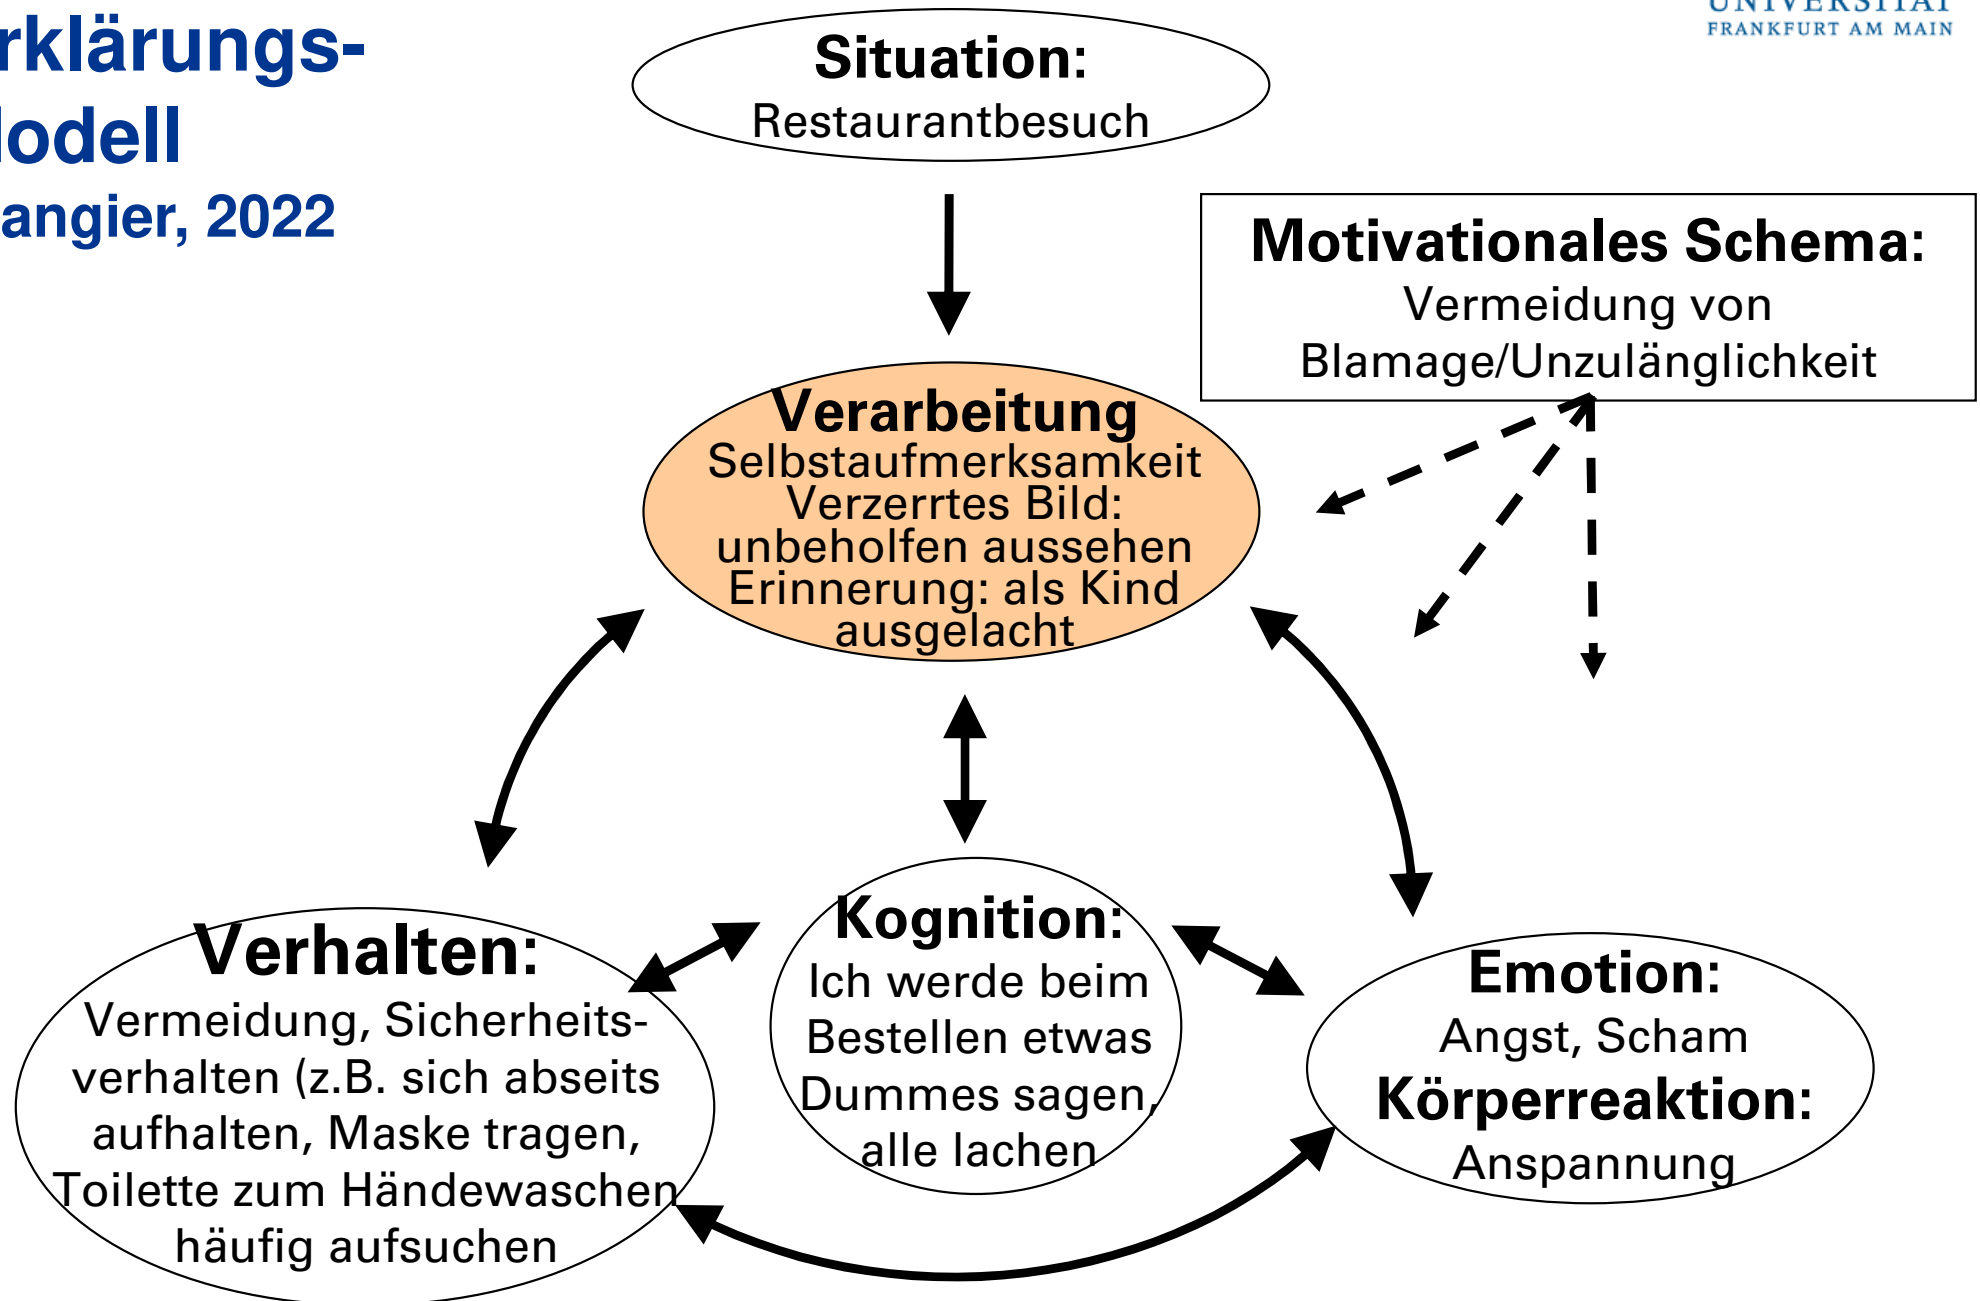 rklärungs-
odell
angier, 2022
UNIVERSITÄT
FRANKFURT AM MAIN
Situation:
Restaurantbesuch
Motivationales Schema:
Vermeidung von
Blamage/Unzulänglichkeit
Verarbeitung
Selbstaufmerksamkeit
Verzerrtes Bild:
unbeholfen aussehen
Erinnerung: als Kind
ausgelacht
Verhalten:
Vermeidung, Sicherheits-
verhalten (z.B. sich abseits
aufhalten, Maske tragen,
Toilette zum Händewaschen
häufig aufsuchen
Kognition:
Ich werde beim
Bestellen etwas
Dummes sagen,
alle lachen
Emotion:
Angst, Scham
Körperreaktion:
Anspannung